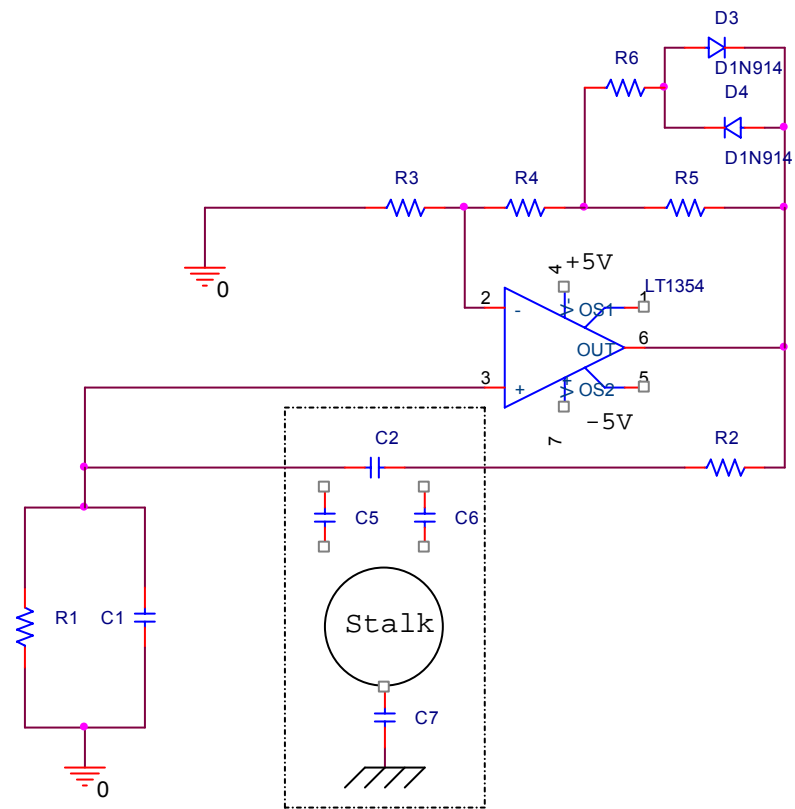 D3
R6
D1N914
D4
D1N914
R3
R4
R5
0
4
+5V
LT1354
1
2
-
V-
OS1
6
OUT
3
+
V+
OS2
5
7
-5V
C2
R2
C5
C6
R1
C1
Stalk
C7
0